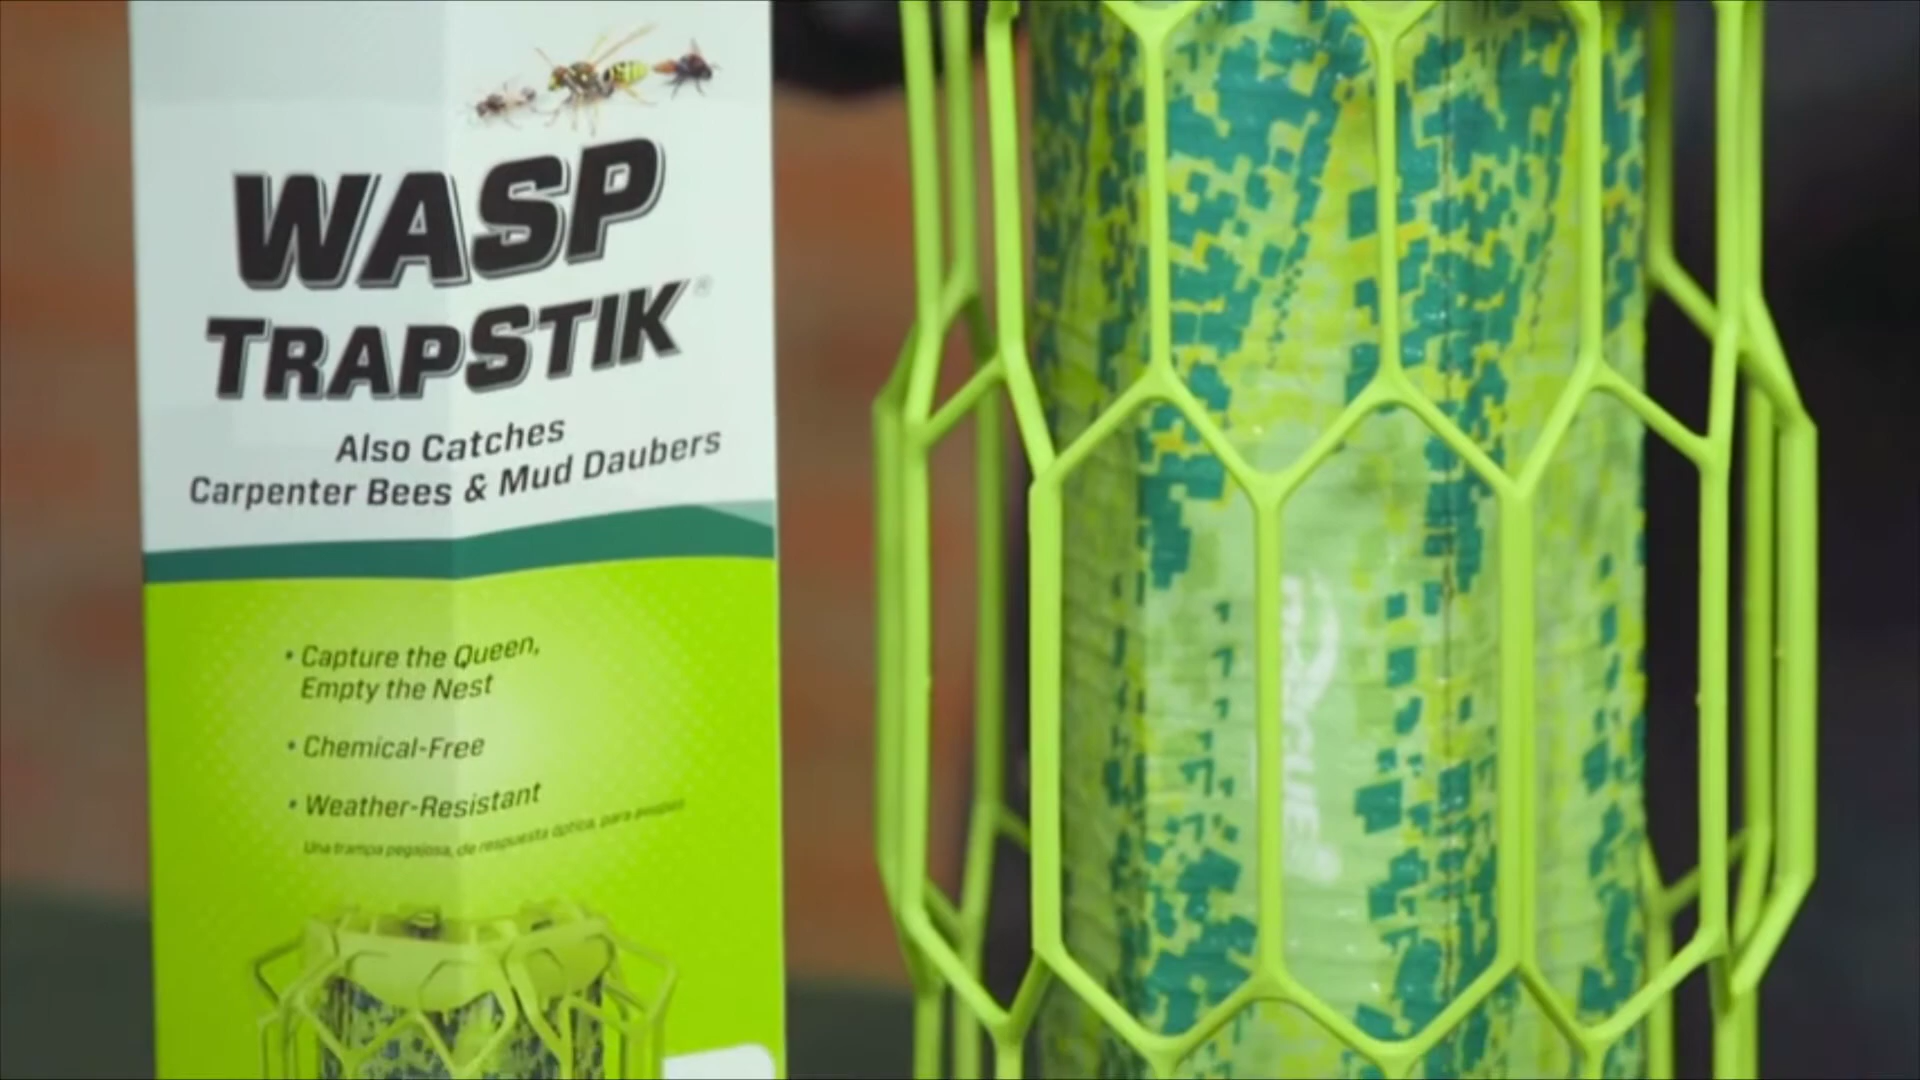 WASP
TRAPSTIK®
Also Catches
Carpenter Bees & Mud Daubers
• Capture the Queen,
Empty the Nest
• Chemical-Free
• Weather-Resistant
Una trampa pegajosa, de respuesta óptica, para avispas
RESCUE!